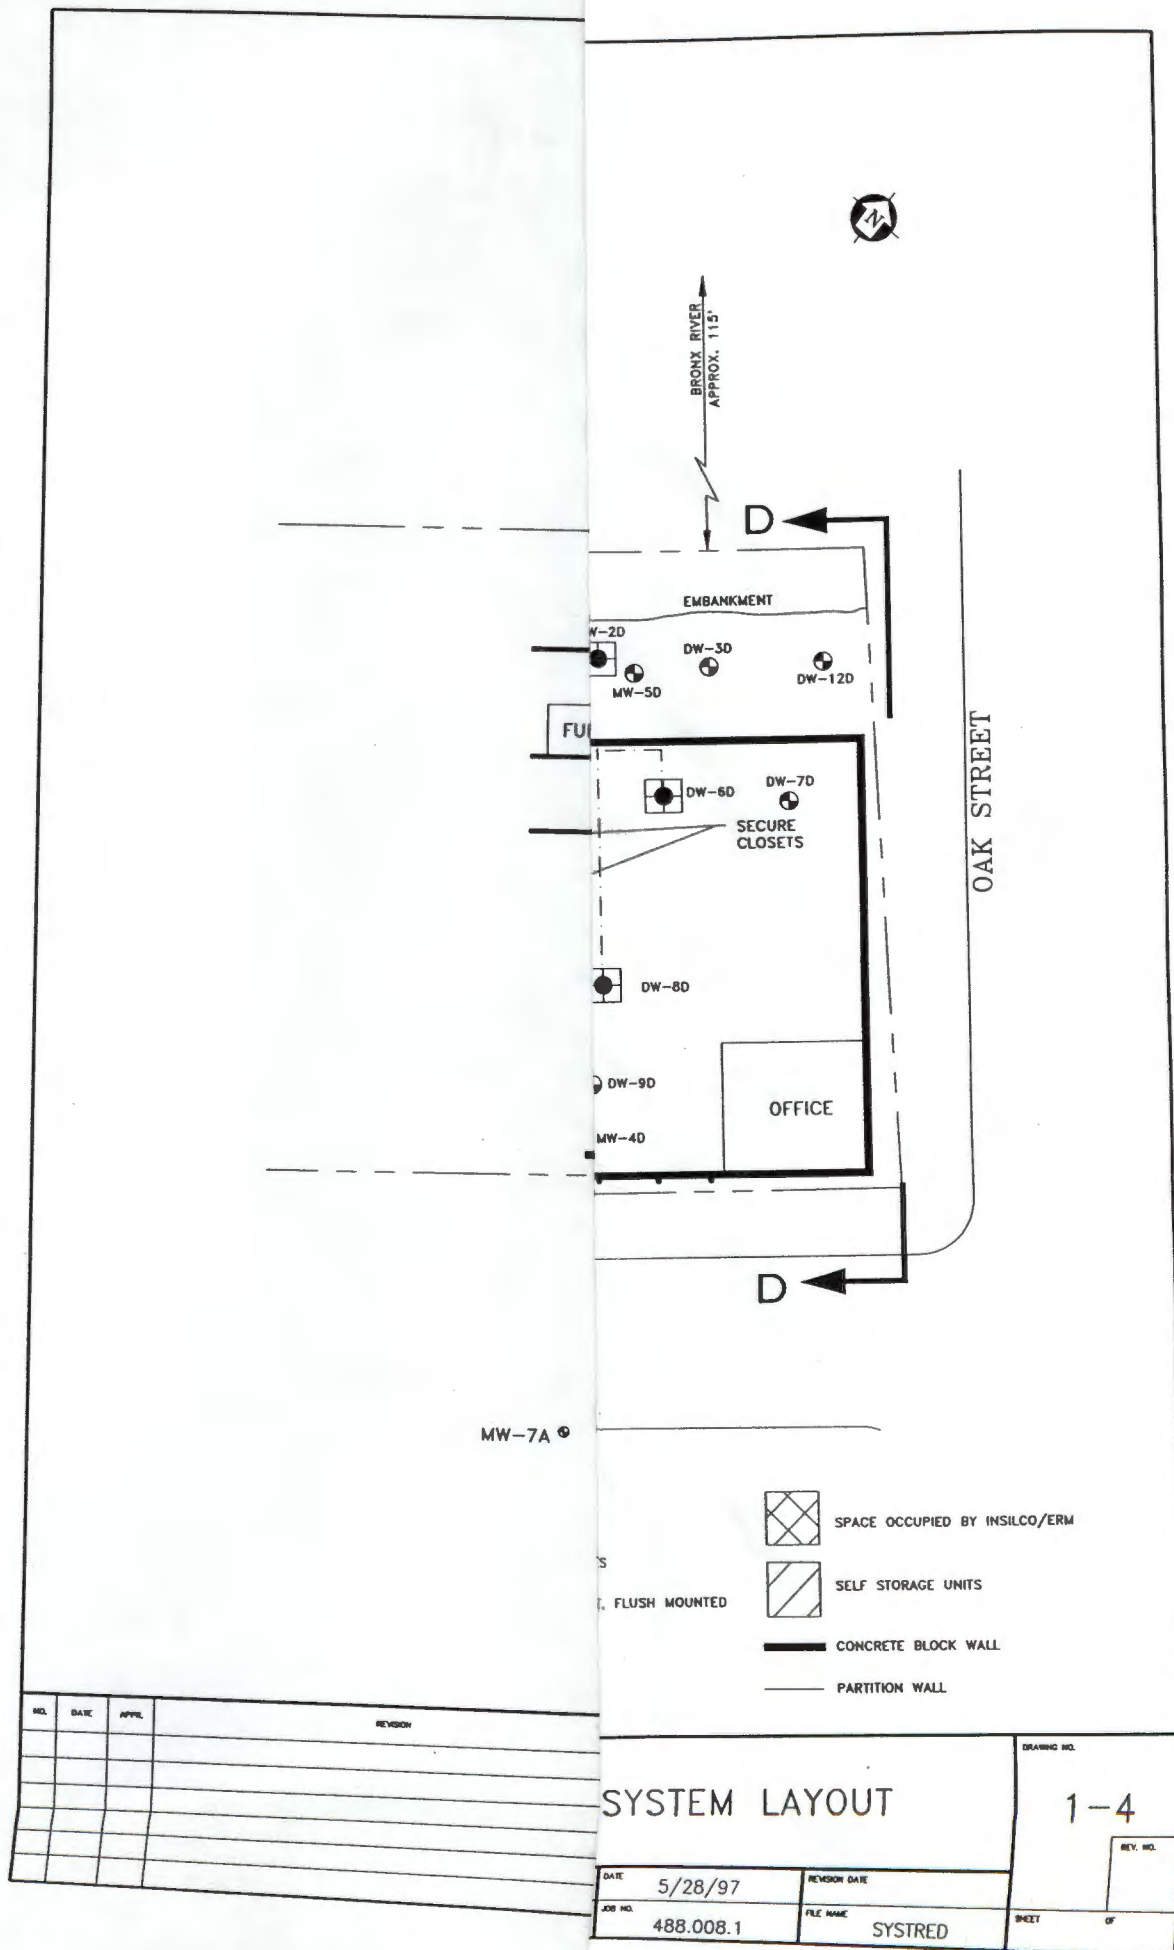 N
BRONX RIVER
APPROX. 115'
D
EMBANKMENT
W-2D
DW-3D
MW-5D
DW-12D
FU
DW-6D
DW-7D
SECURE
CLOSETS
OAK STREET
DW-8D
DW-9D
OFFICE
MW-4D
D
MW-7A
SPACE OCCUPIED BY INSILCO/ERM
S
SELF STORAGE UNITS
. FLUSH MOUNTED
CONCRETE BLOCK WALL
PARTITION WALL
NO. DATE APPR. REVISION
DRAWING NO.
SYSTEM LAYOUT
1-4
REV. NO.
DATE 5/28/97 REVISION DATE
JOB NO. 488.008.1 FILE NAME SYSTRED
SHEET OF